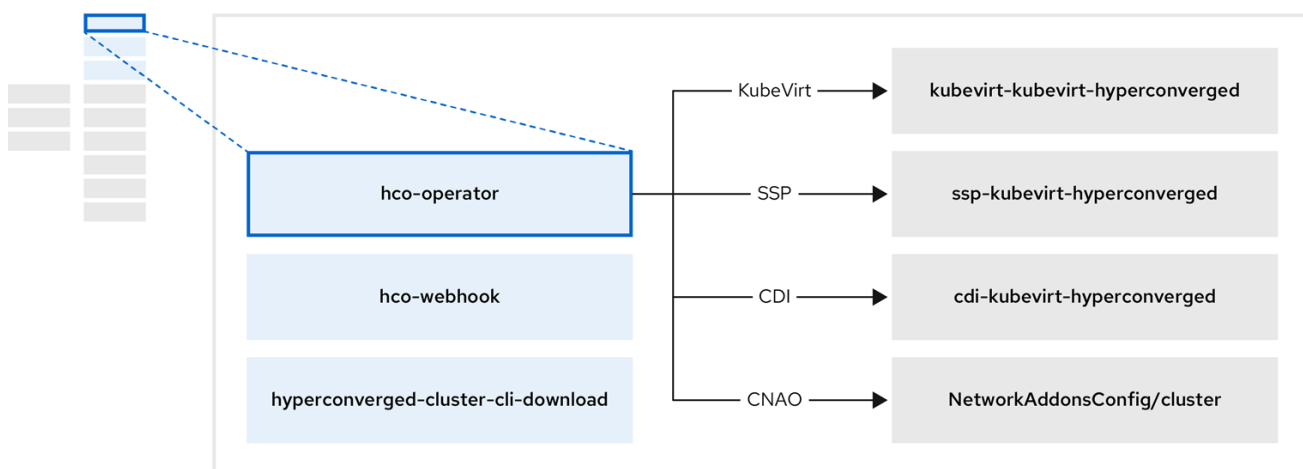 KubeVirt
kubevirt-kubevirt-hyperconverged
hco-operator
SSP
ssp-kubevirt-hyperconverged
hco-webhook
CDI
cdi-kubevirt-hyperconverged
hyperconverged-cluster-cli-download
CNAO
NetworkAddonsConfig/cluster